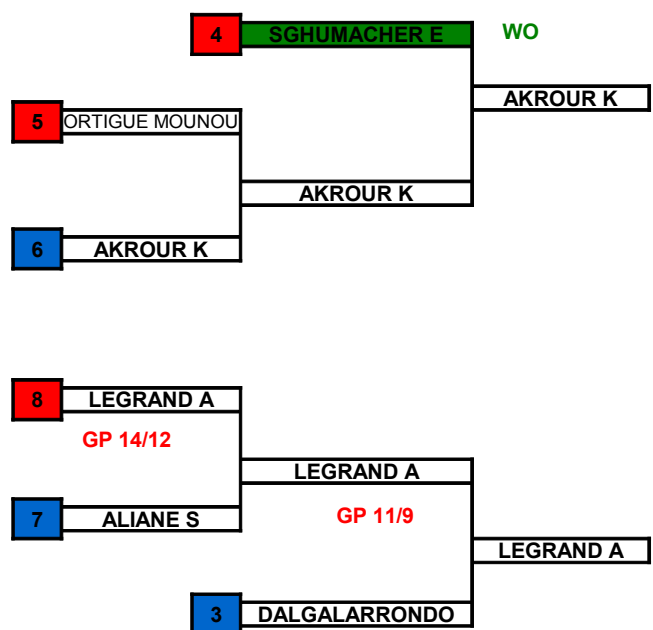 4 SGHUMACHER E WO
AKROUR K
5 ORTIGUE MOUNOU
AKROUR K
6 AKROUR K
8 LEGRAND A
GP 14/12
LEGRAND A
7 ALIANE S GP 11/9
LEGRAND A
3 DALGALARRONDO